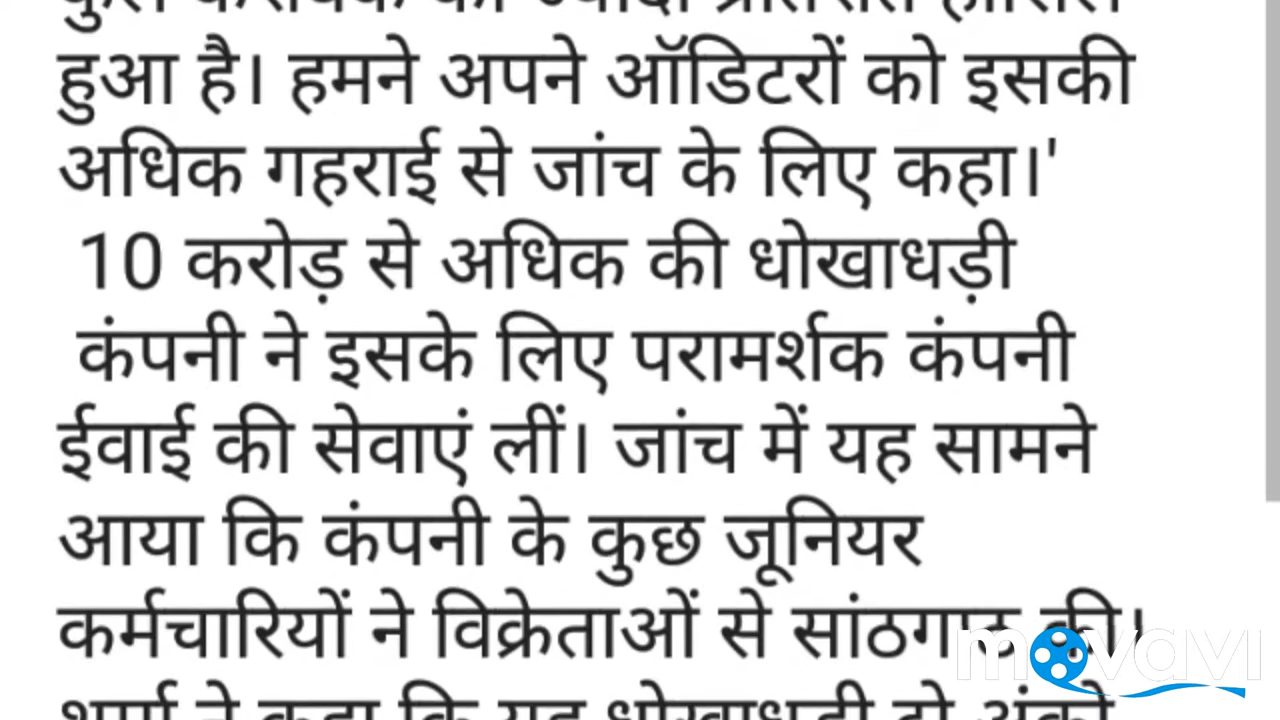 हुआ है। हमने अपने ऑडिटरों को इसकी
अधिक गहराई से जांच के लिए कहा।'
10 करोड़ से अधिक की धोखाधड़ी
कंपनी ने इसके लिए परामर्शक कंपनी
ईवाई की सेवाएं लीं। जांच में यह सामने
आया कि कंपनी के कुछ जूनियर
कर्मचारियों ने विक्रेताओं से सांठगाठ की।
movavi